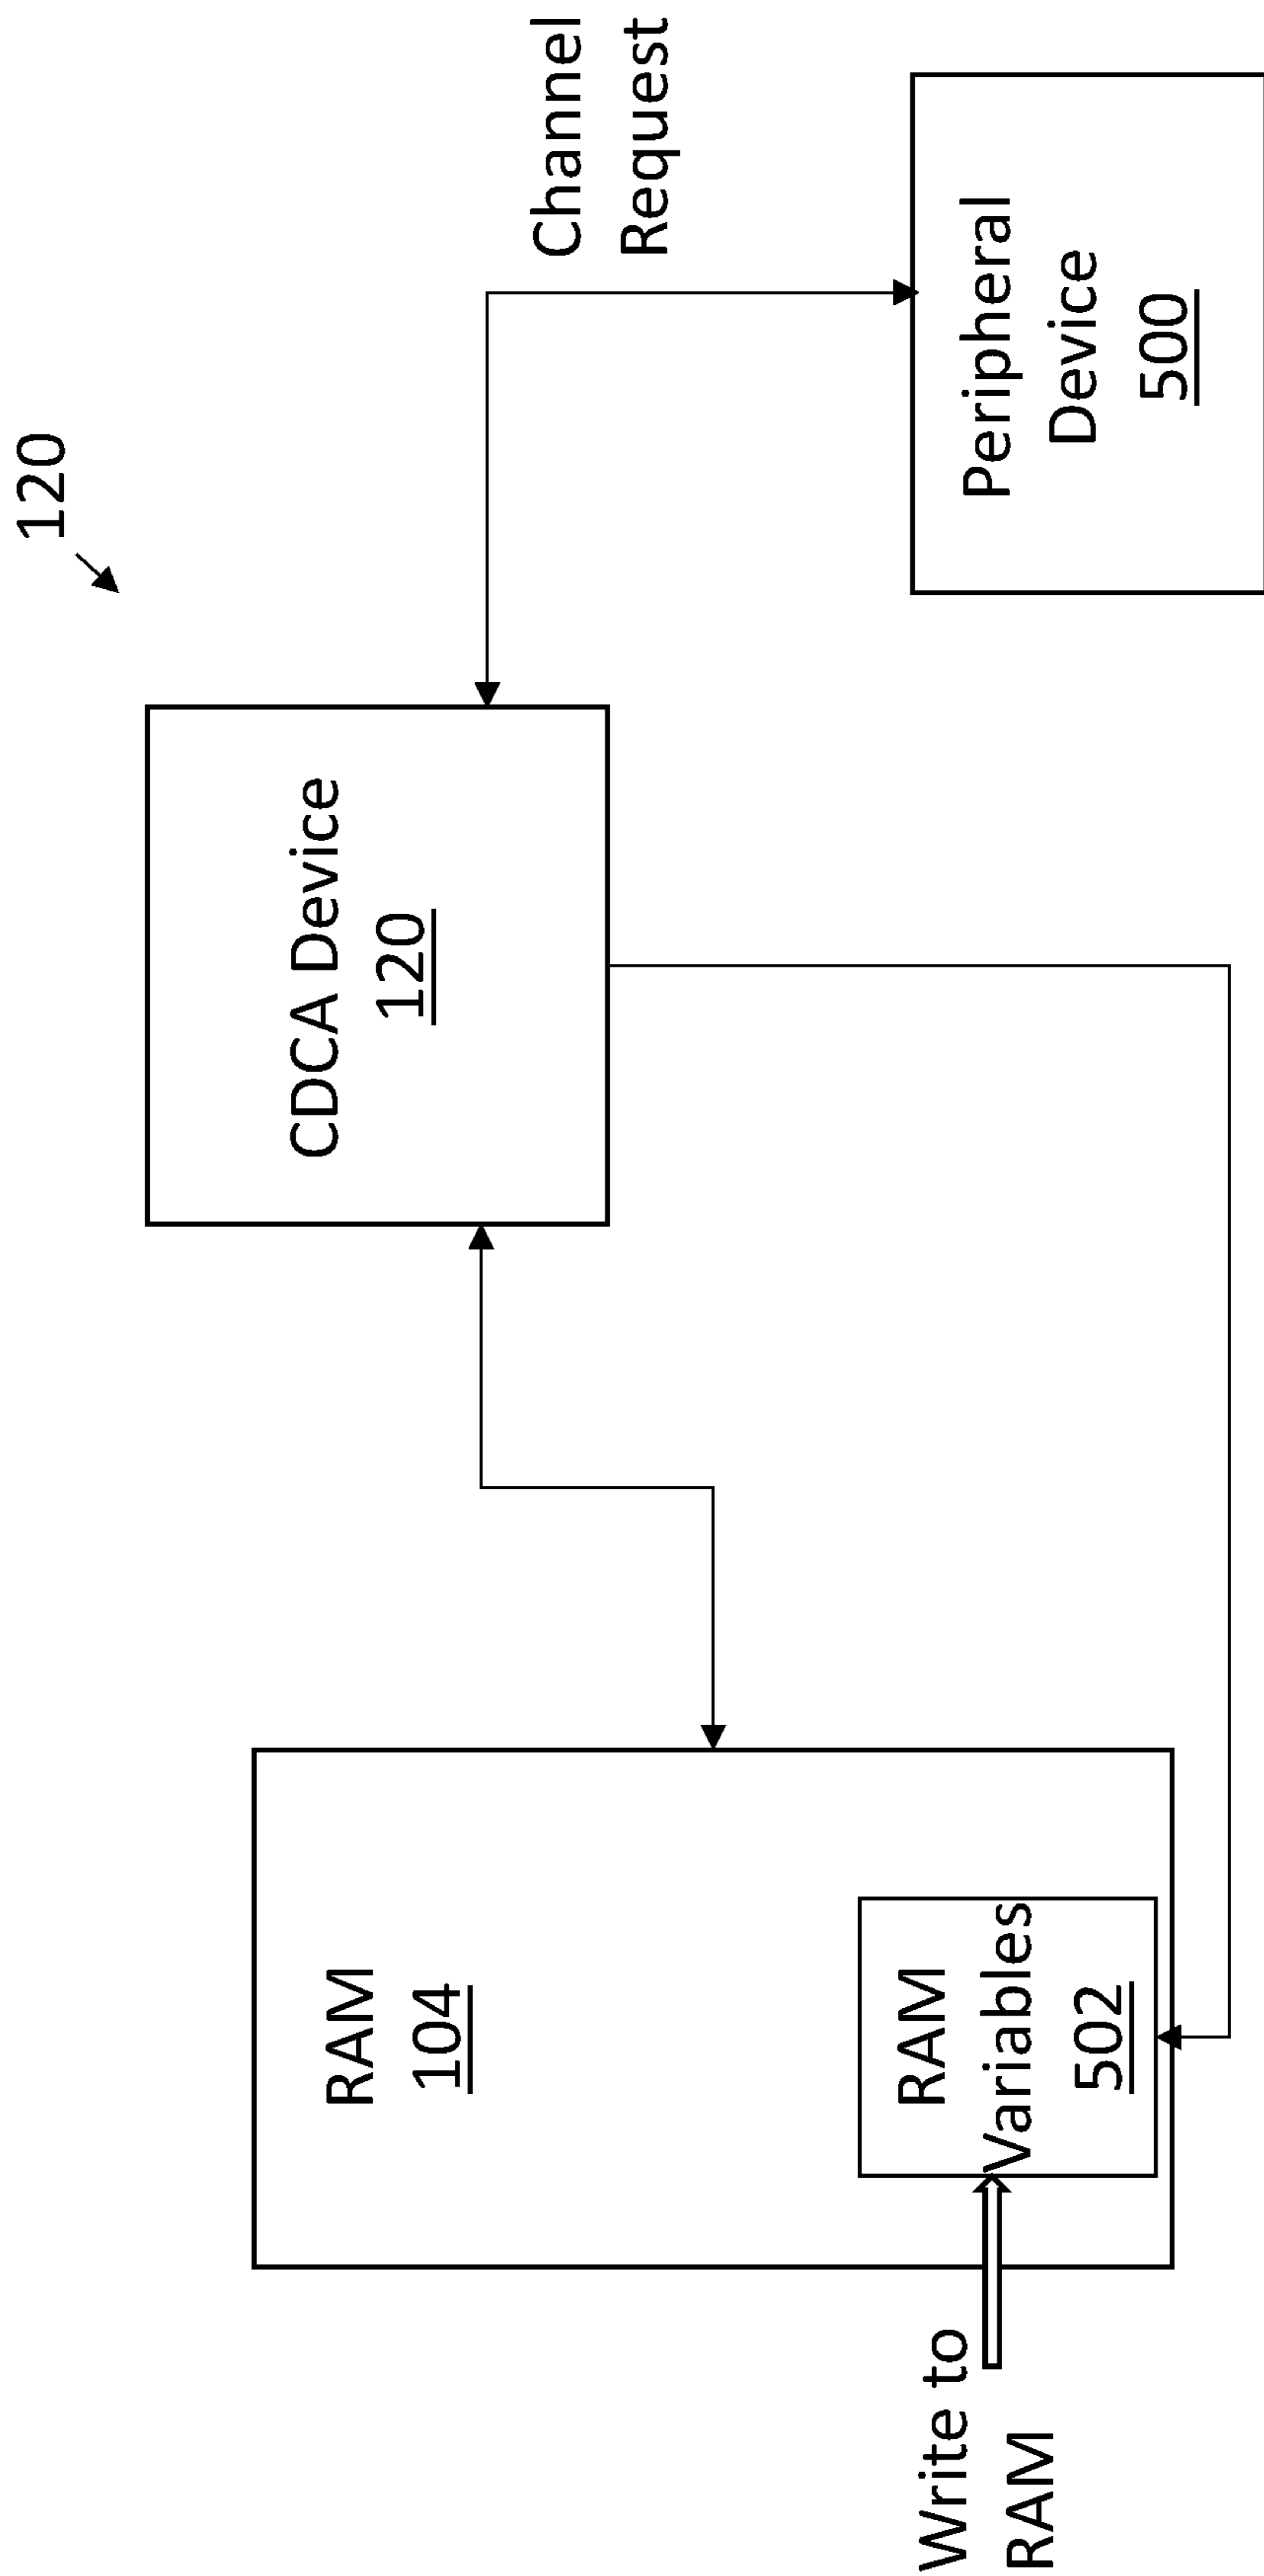 120
RAM
104
CDCA Device
120
Channel
Request
RAM
Variables
502
Write to
RAM
Peripheral
Device
500